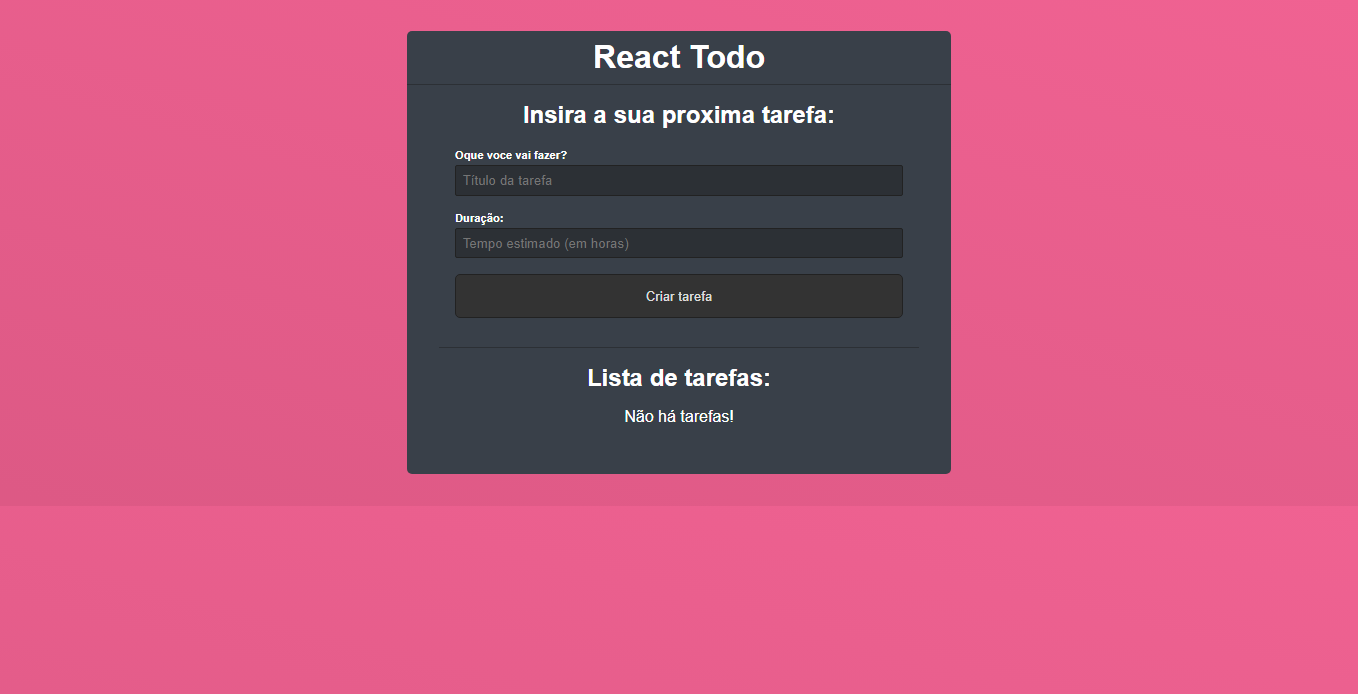 React Todo
Insira a sua proxima tarefa:
Oque voce vai fazer?
Título da tarefa
Duração:
Tempo estimado (em horas)
Criar tarefa
Lista de tarefas:
Não há tarefas!